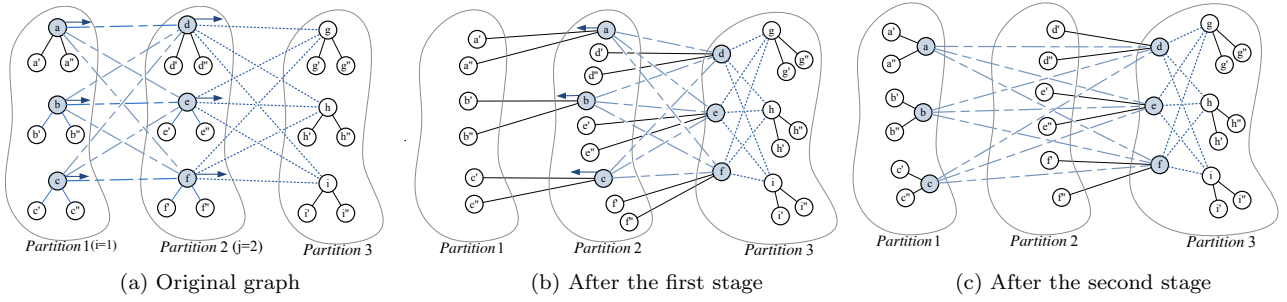 a d g
a' a" d' d" g' g"
b e h
b' b" e' e" h' h"
c f i
c' c" f' f" i' i"
Partition 1(i=1) Partition 2 (j=2) Partition 3
(a) Original graph
a' a d' d g g' g"
a" d"
b' b e' e h h' h"
b" e"
c' c f' f i i' i"
c" f"
Partition 1 Partition 2 Partition 3
(b) After the first stage
a' a d' d g g' g"
a" d"
b' b e' e h h' h"
b" e"
c' c f' f i i' i"
c" f"
Partition 1 Partition 2 Partition 3
(c) After the second stage